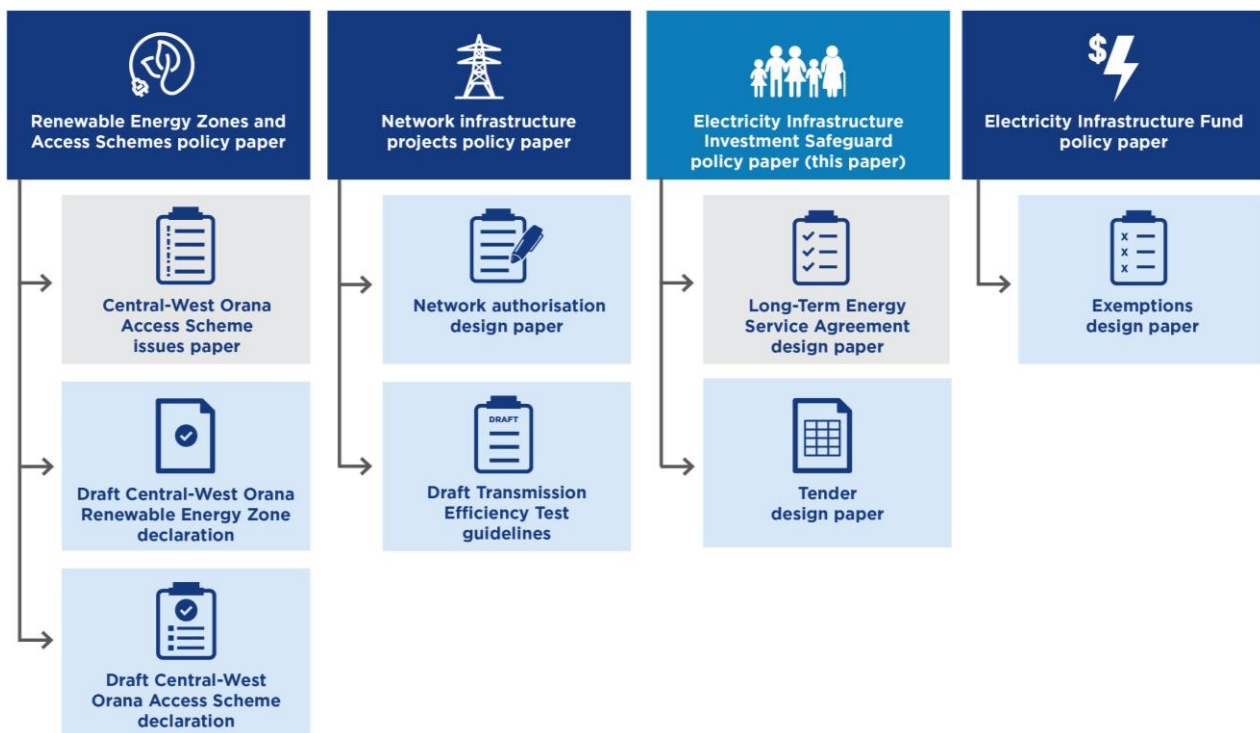 Renewable Energy Zones and
Access Schemes policy paper
Central-West Orana
Access Scheme
issues paper
Draft Central-West Orana
Renewable Energy Zone
declaration
Draft Central-West
Orana Access Scheme
declaration
Network infrastructure
projects policy paper
Network authorisation
design paper
DRAFT
Draft Transmission
Efficiency Test
guidelines
Electricity Infrastructure
Investment Safeguard
policy paper (this paper)
Long-Term Energy
Service Agreement
design paper
Tender
design paper
$
Electricity Infrastructure Fund
policy paper
x
x
x
Exemptions
design paper